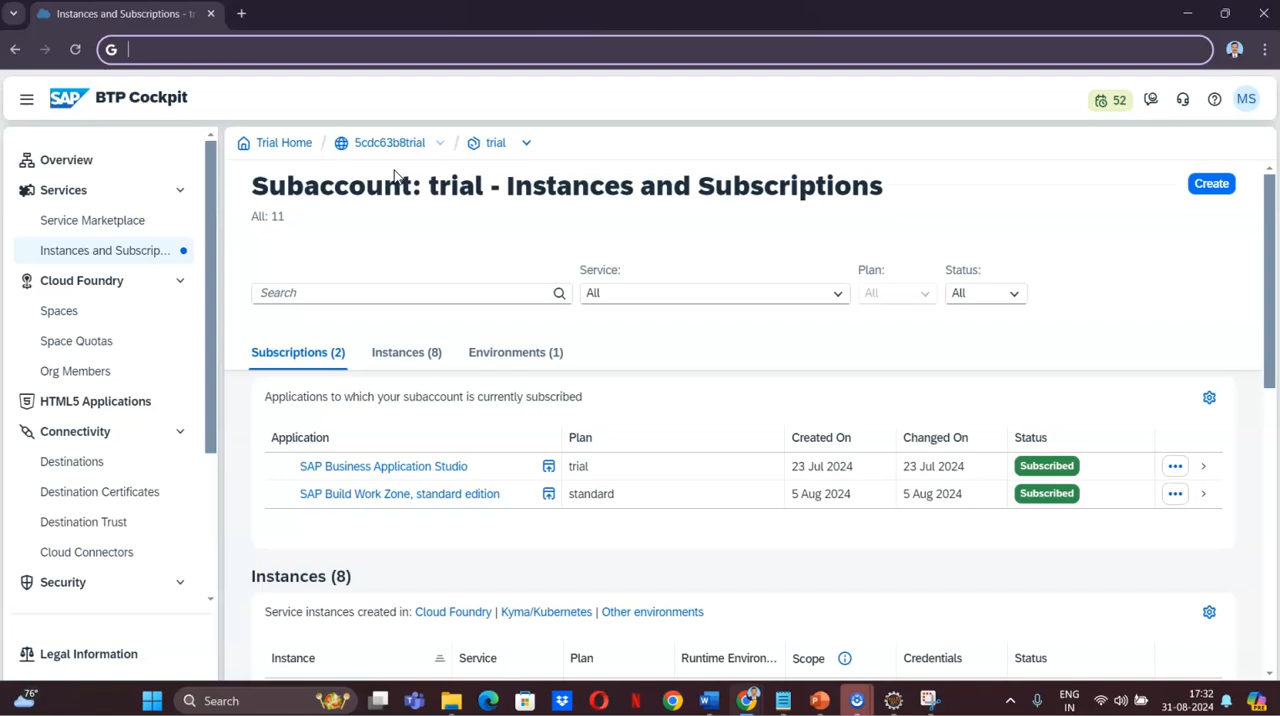 Instances and Subscriptions - tr
SAP BTP Cockpit
52
MS
Overview
Services
Service Marketplace
Instances and Subscrip...
Cloud Foundry
Spaces
Space Quotas
Org Members
HTML5 Applications
Connectivity
Destinations
Destination Certificates
Destination Trust
Cloud Connectors
Security
Legal Information
Trial Home / 5cdc63b8trial / trial
Subaccount: trial - Instances and Subscriptions
Create
All: 11
Service: Plan: Status:
Search All All All
Subscriptions (2) Instances (8) Environments (1)
Applications to which your subaccount is currently subscribed
Application Plan Created On Changed On Status
SAP Business Application Studio trial 23 Jul 2024 23 Jul 2024 Subscribed
SAP Build Work Zone, standard edition standard 5 Aug 2024 5 Aug 2024 Subscribed
Instances (8)
Service instances created in: Cloud Foundry | Kyma/Kubernetes | Other environments
Instance Service Plan Runtime Environ... Scope Credentials Status
76°
Search
ENG
IN
17:32
31-08-2024